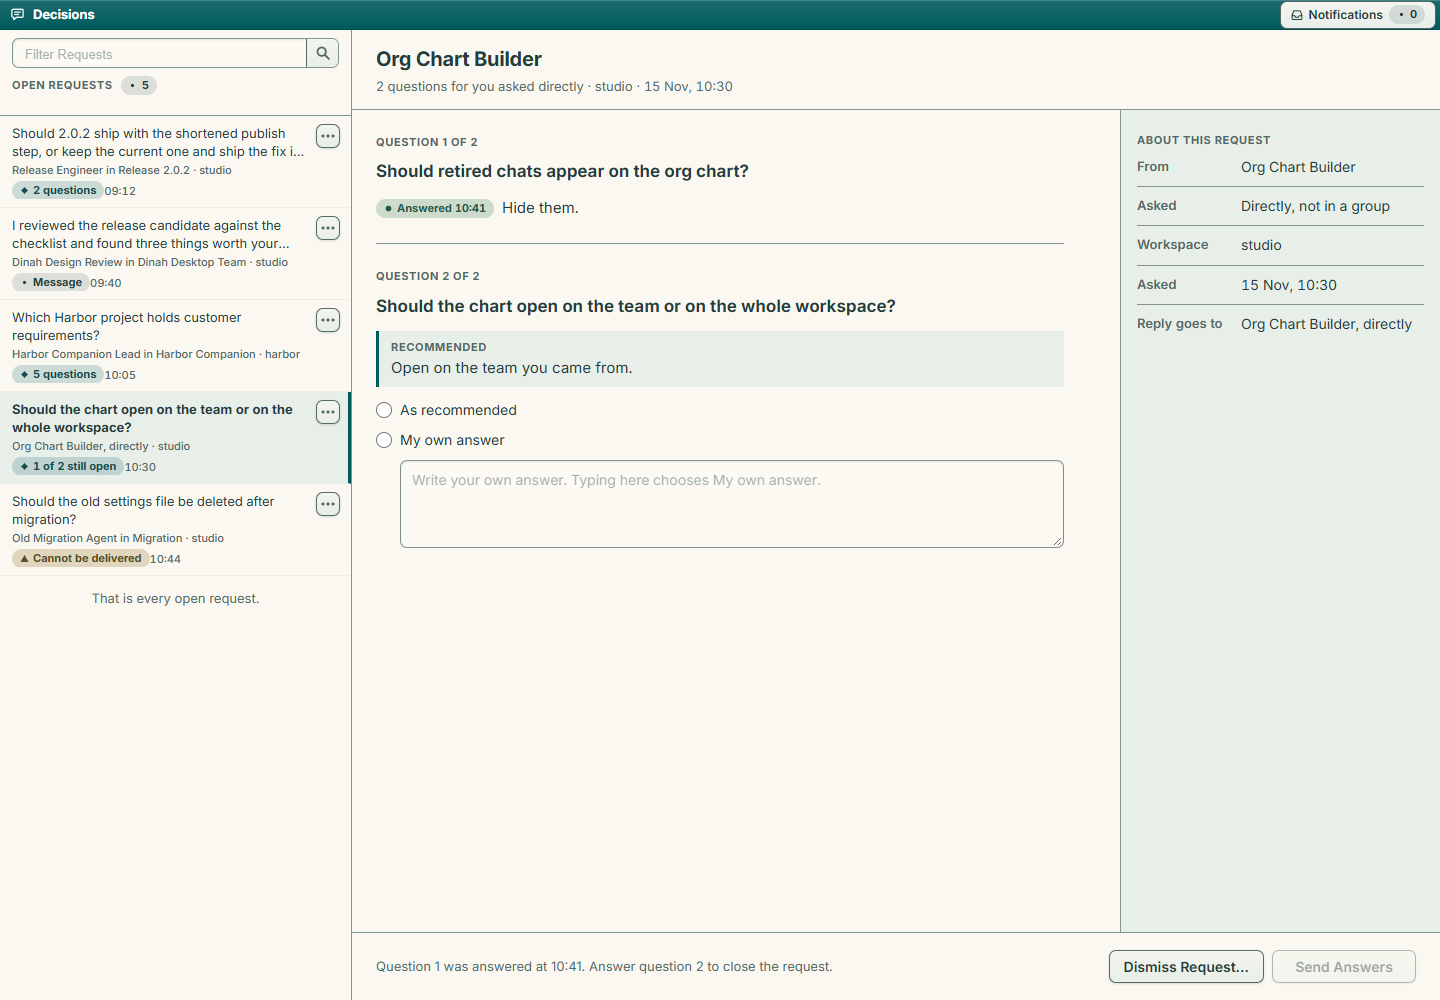 Decisions
Notifications • 0
Filter Requests
OPEN REQUESTS • 5
Should 2.0.2 ship with the shortened publish
step, or keep the current one and ship the fix i...
Release Engineer in Release 2.0.2 · studio
◆ 2 questions 09:12
I reviewed the release candidate against the
checklist and found three things worth your...
Dinah Design Review in Dinah Desktop Team · studio
• Message 09:40
Which Harbor project holds customer
requirements?
Harbor Companion Lead in Harbor Companion · harbor
◆ 5 questions 10:05
Should the chart open on the team or on the
whole workspace?
Org Chart Builder, directly · studio
◆ 1 of 2 still open 10:30
Should the old settings file be deleted after
migration?
Old Migration Agent in Migration · studio
▲ Cannot be delivered 10:44
That is every open request.
Org Chart Builder
2 questions for you asked directly · studio · 15 Nov, 10:30
QUESTION 1 OF 2
Should retired chats appear on the org chart?
● Answered 10:41 Hide them.
QUESTION 2 OF 2
Should the chart open on the team or on the whole workspace?
RECOMMENDED
Open on the team you came from.
As recommended
My own answer
Write your own answer. Typing here chooses My own answer.
ABOUT THIS REQUEST
From Org Chart Builder
Asked Directly, not in a group
Workspace studio
Asked 15 Nov, 10:30
Reply goes to Org Chart Builder, directly
Question 1 was answered at 10:41. Answer question 2 to close the request.
Dismiss Request...
Send Answers